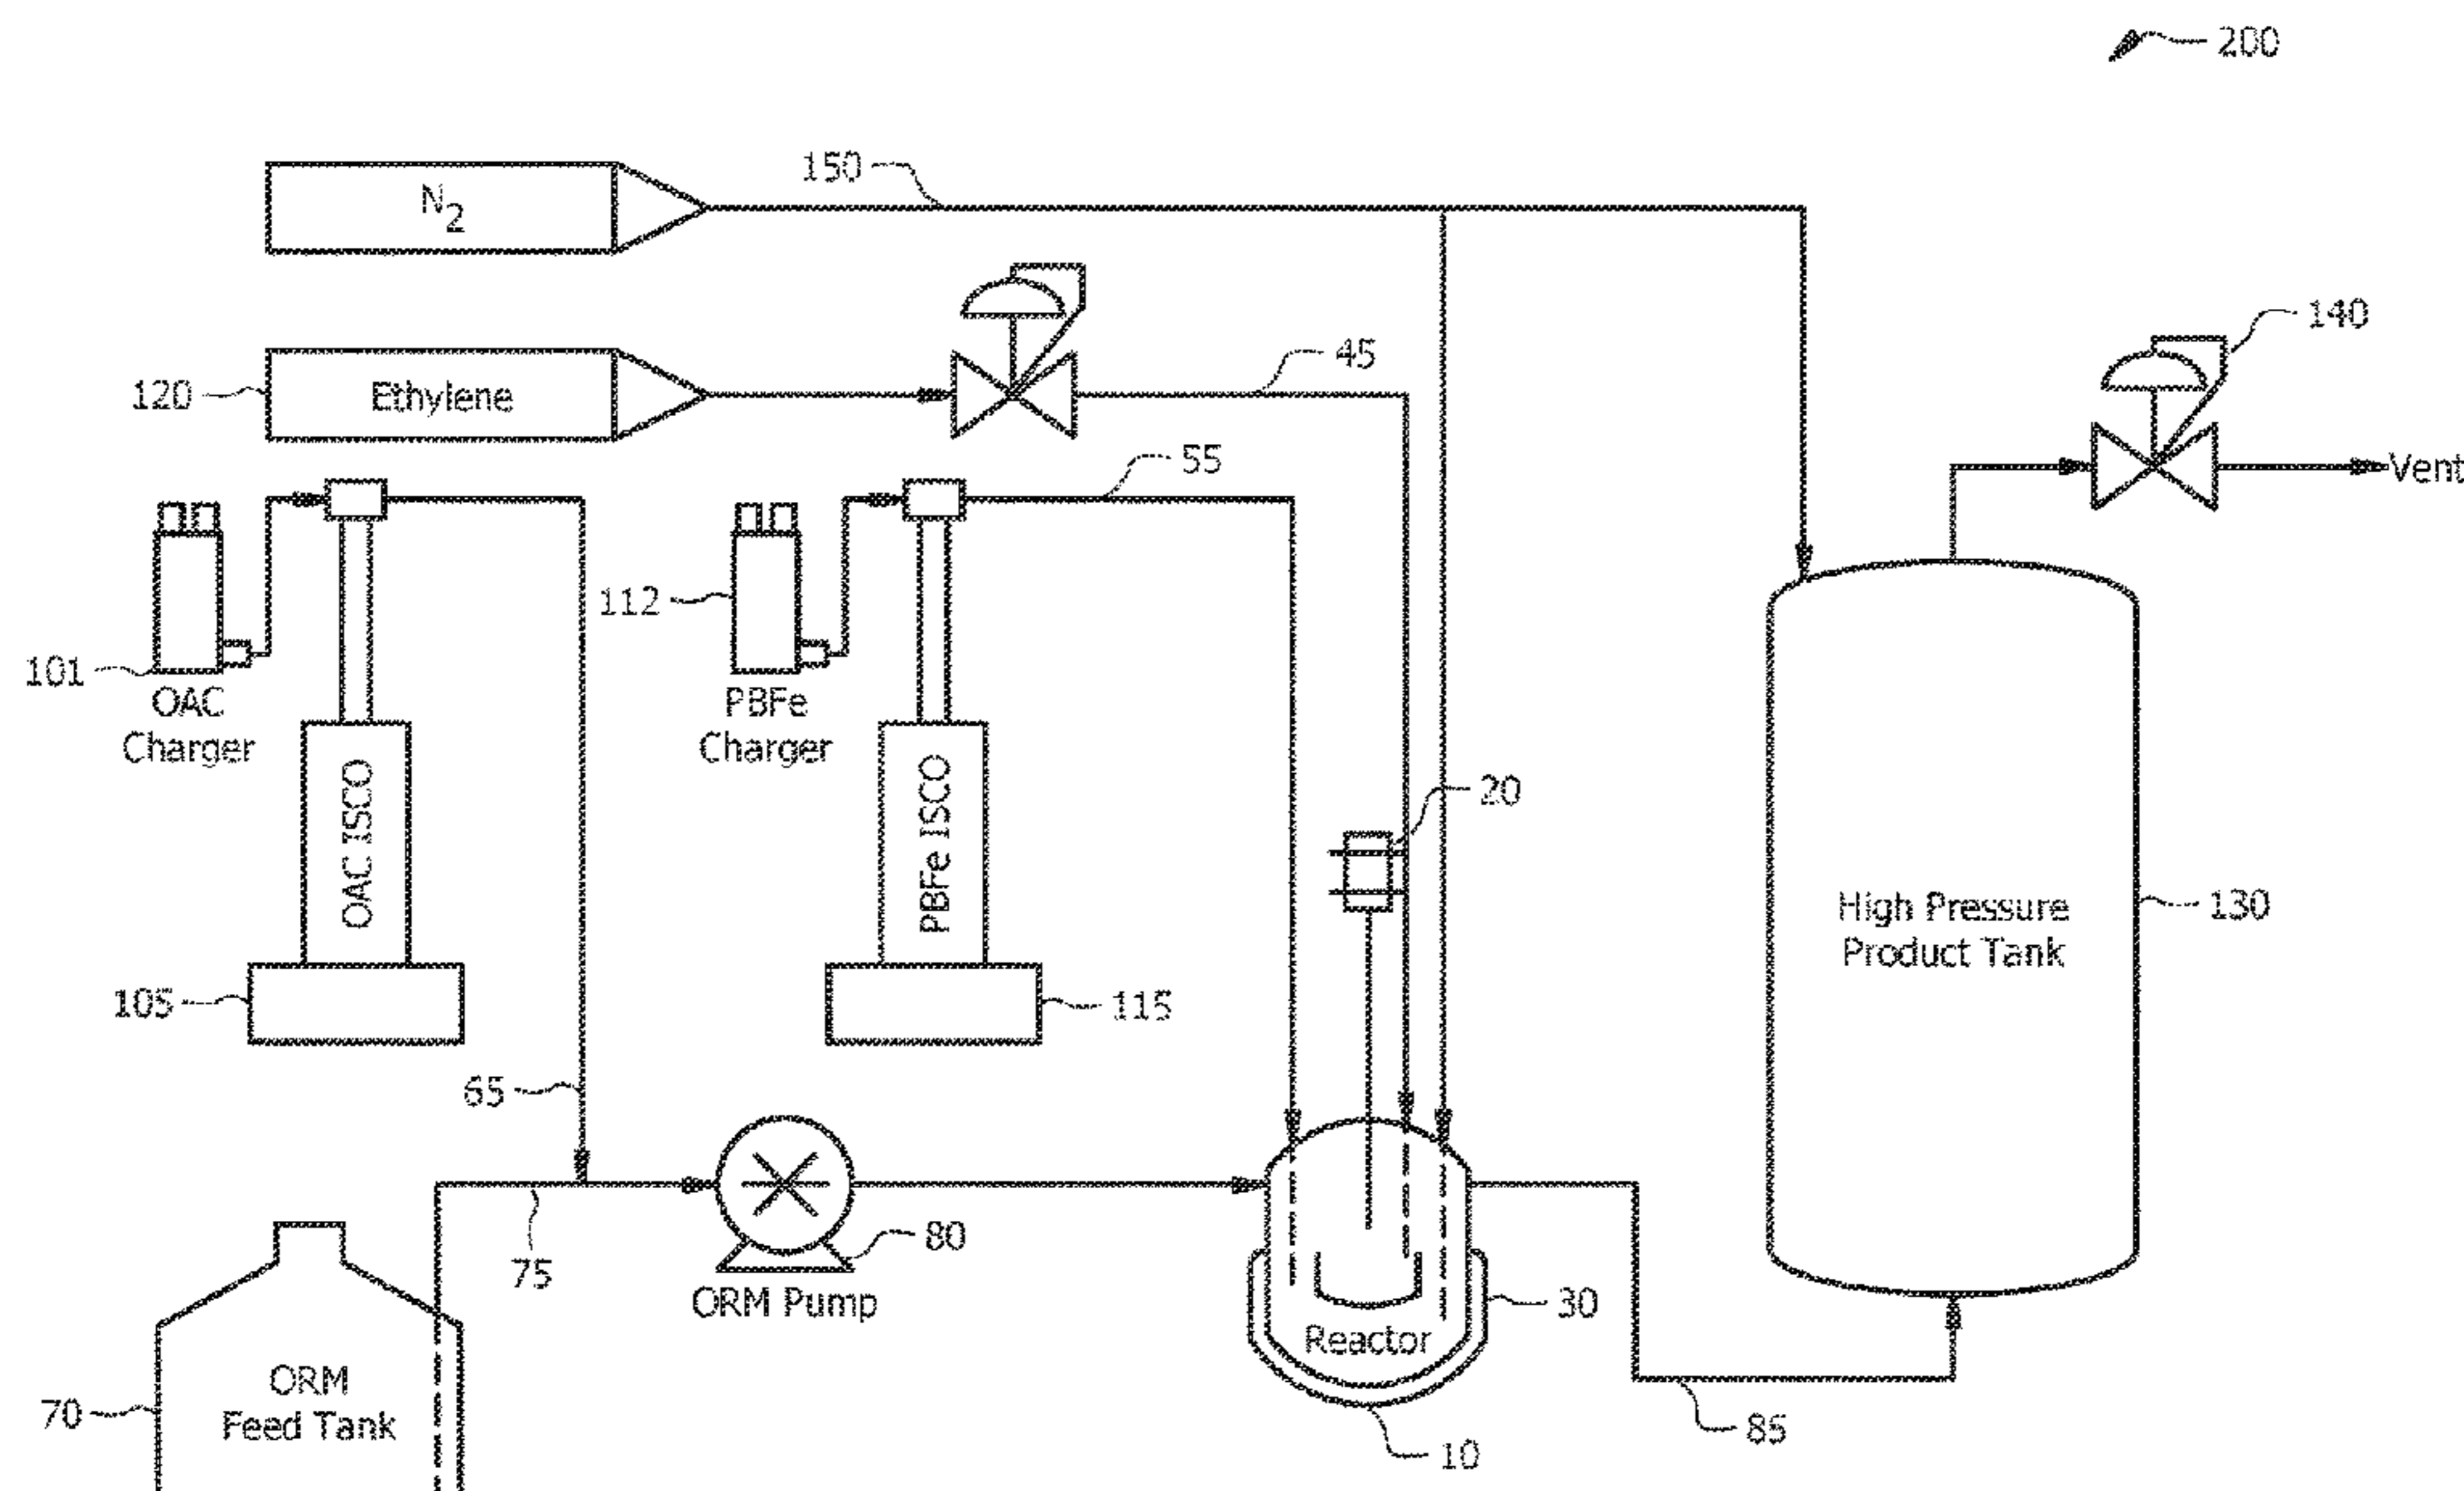 200
150
N2
140
45
120
Ethylene
55
Vent
112
101
OAC
Charger
PBFe
Charger
OAC ISCO
PBFe ISCO
20
High Pressure
Product Tank
130
105
115
65
80
75
ORM Pump
30
Reactor
ORM
Feed Tank
70
85
10